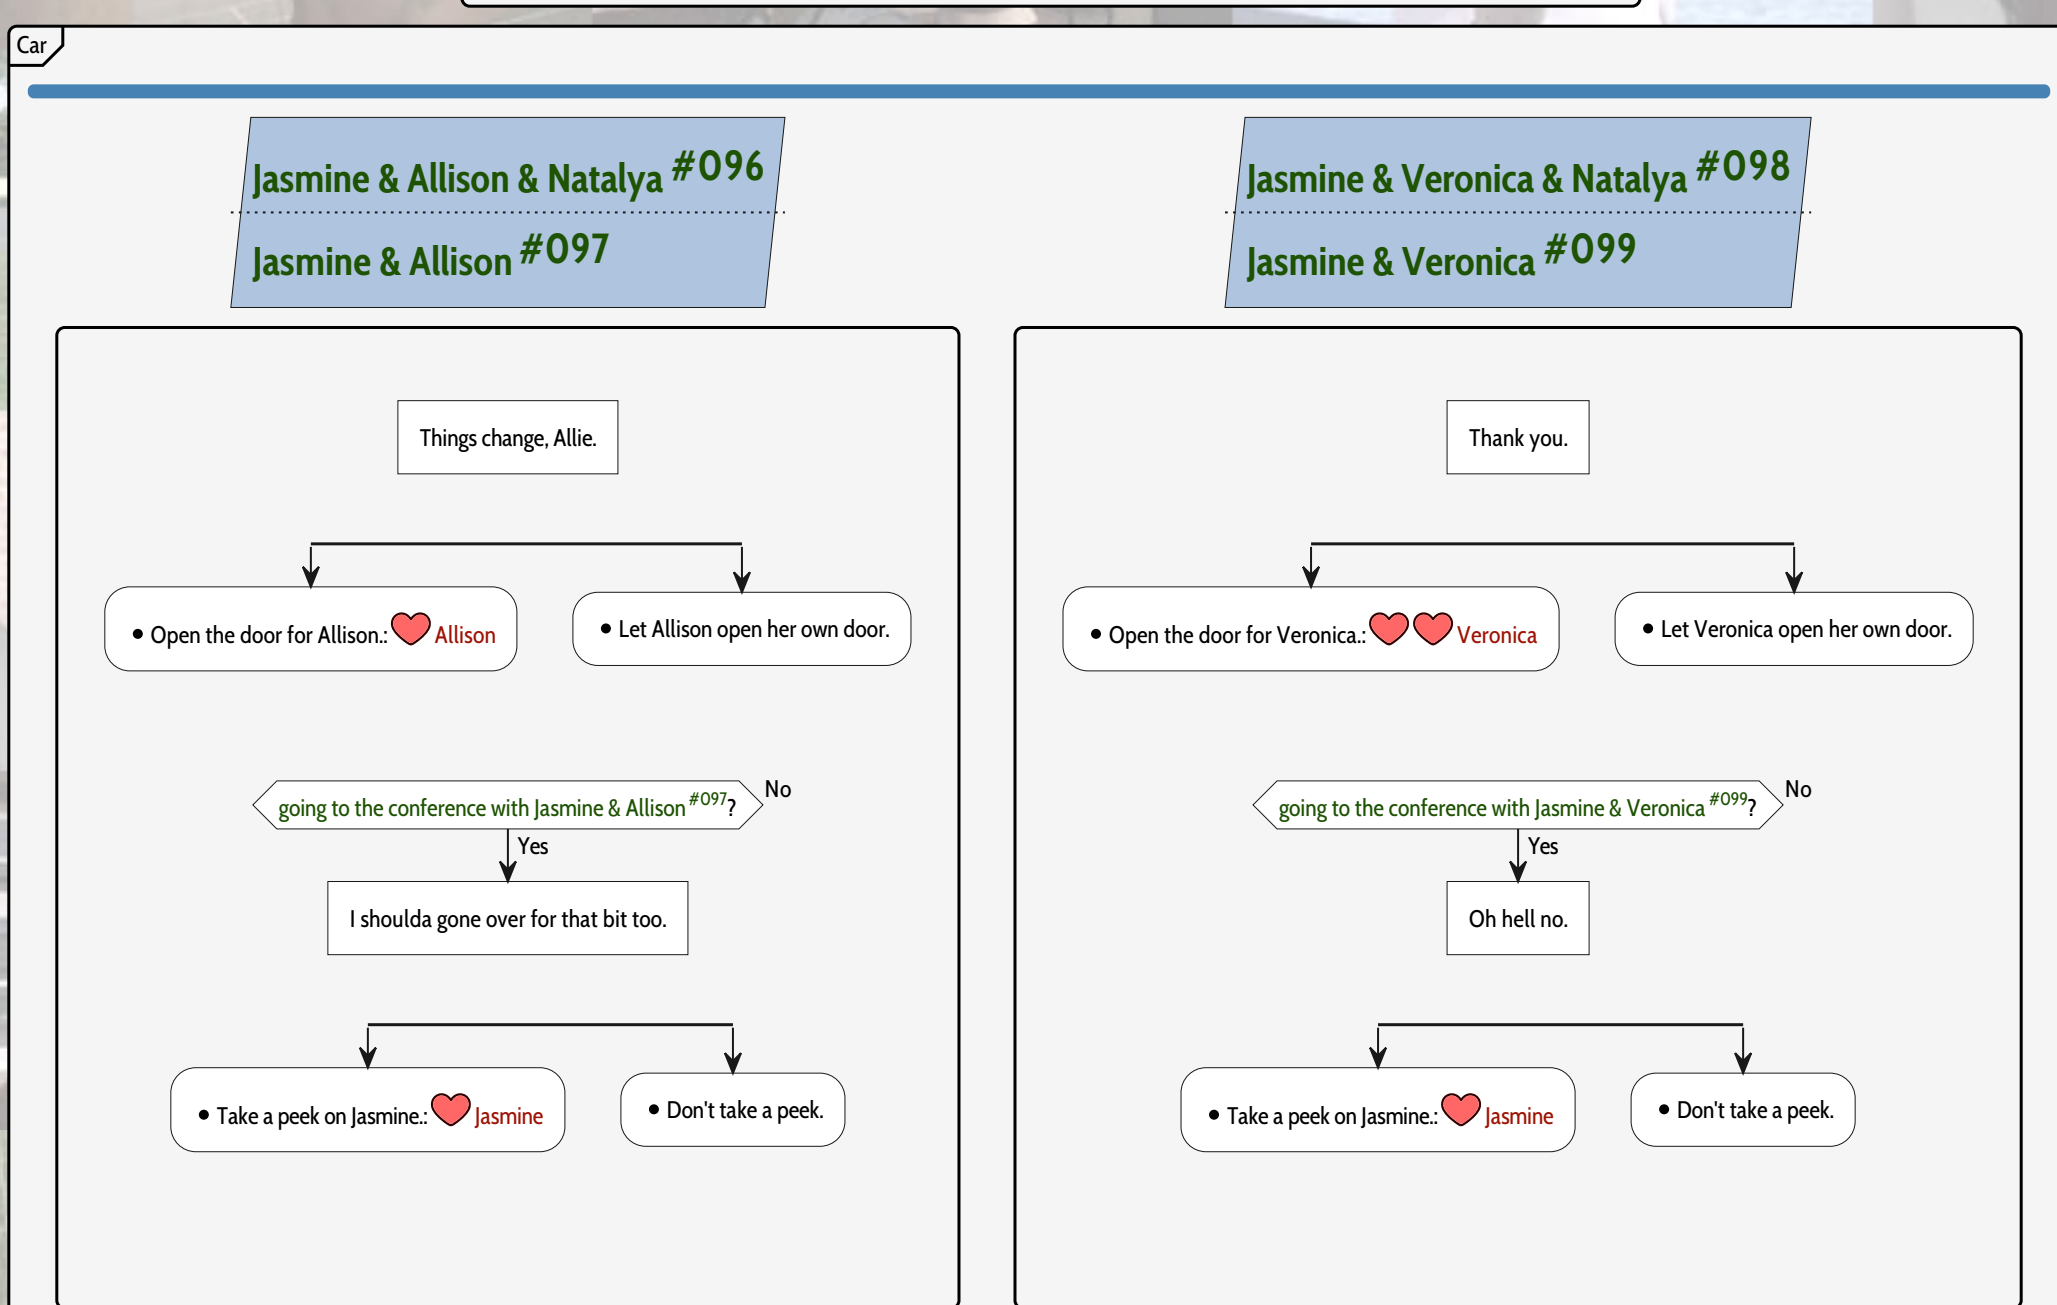 Car
Jasmine & Allison & Natalya #096
Jasmine & Allison #097
Things change, Allie.
• Open the door for Allison.: Allison
• Let Allison open her own door.
going to the conference with Jasmine & Allison #097?
No
Yes
I shoulda gone over for that bit too.
• Take a peek on Jasmine.: Jasmine
• Don't take a peek.
Jasmine & Veronica & Natalya #098
Jasmine & Veronica #099
Thank you.
• Open the door for Veronica.: Veronica
• Let Veronica open her own door.
going to the conference with Jasmine & Veronica #099?
No
Yes
Oh hell no.
• Take a peek on Jasmine.: Jasmine
• Don't take a peek.